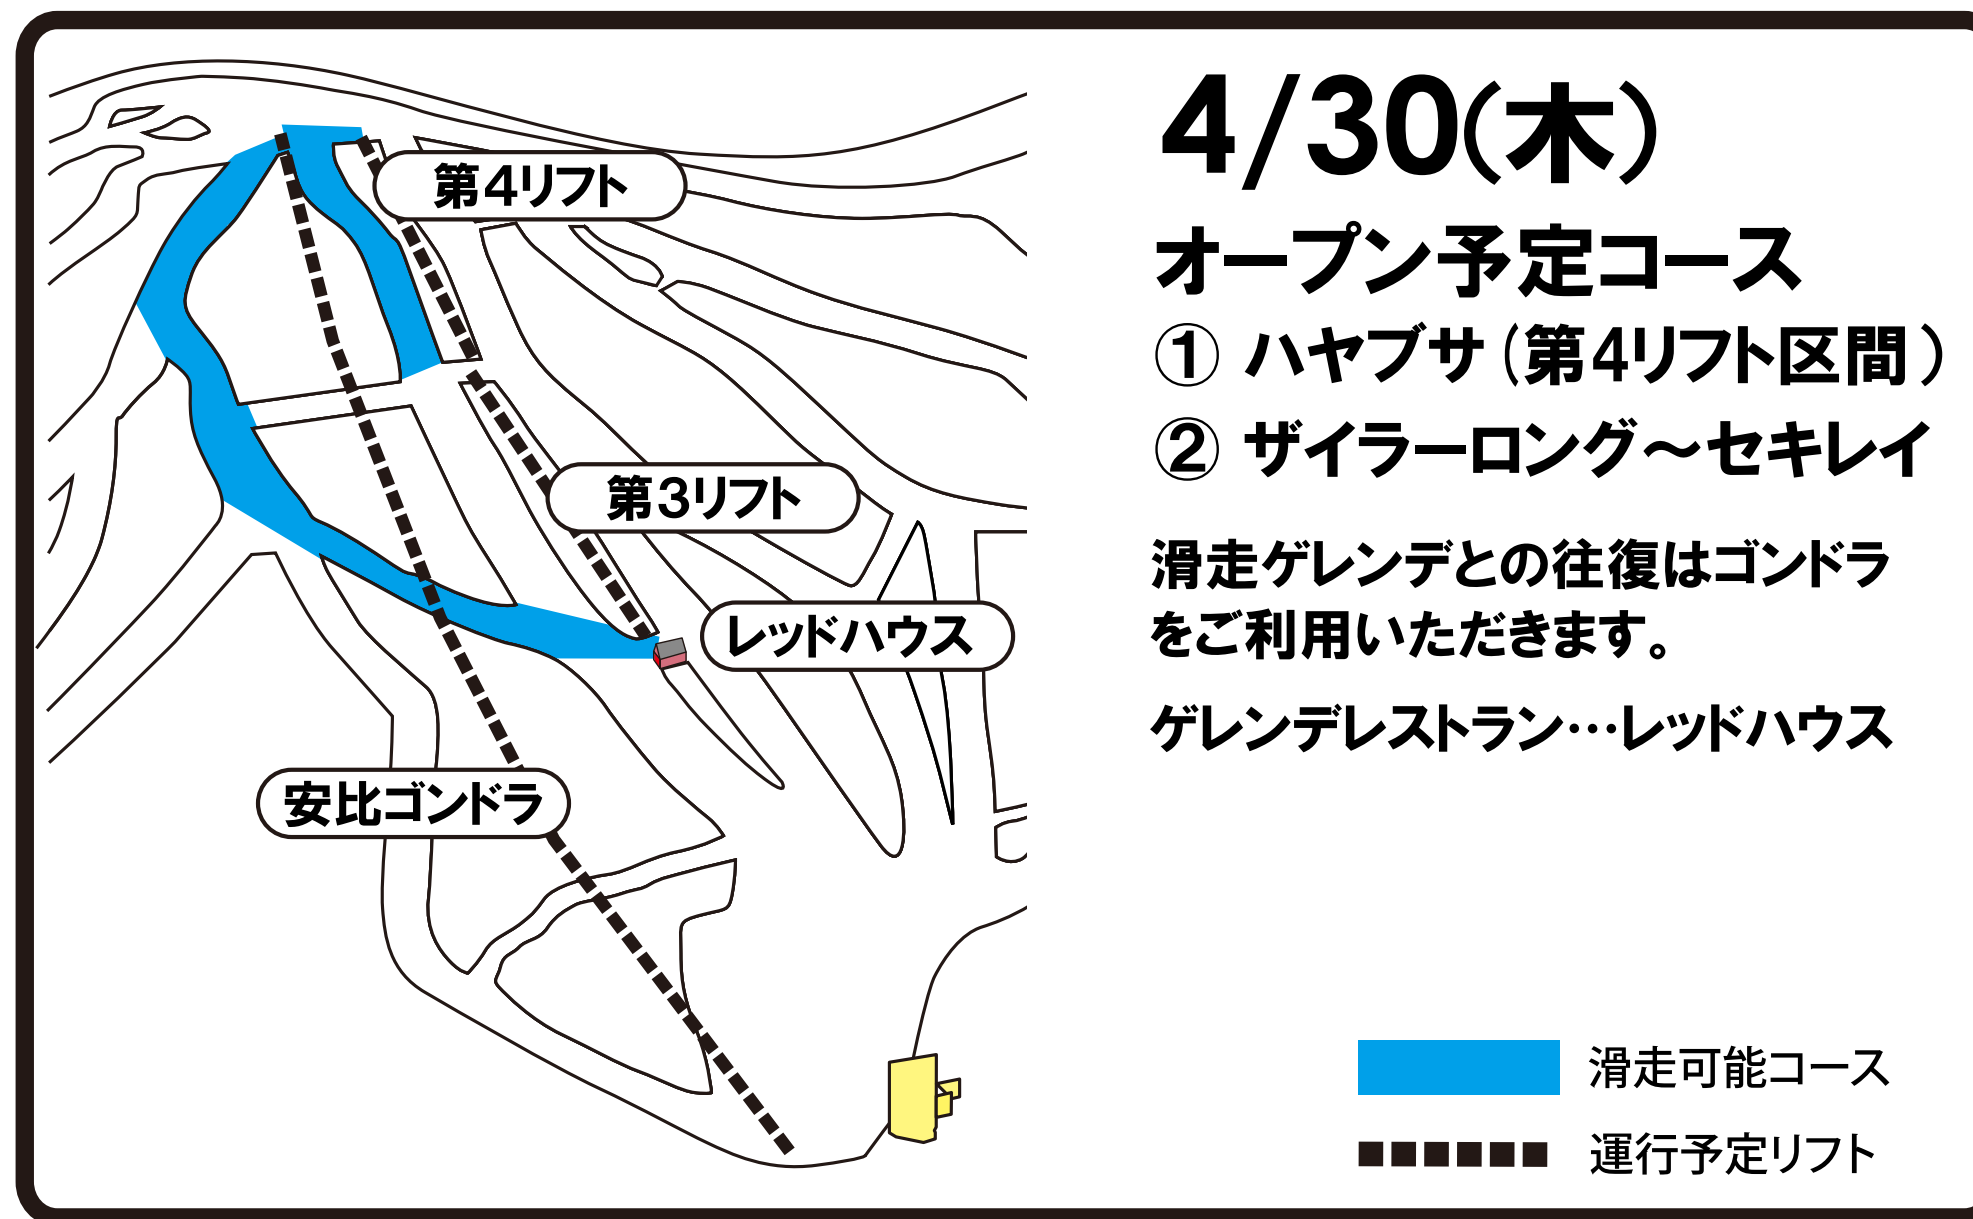 4/30(木)
オープン予定コース
① ハヤブサ(第4リフト区間)
② ザイラーロング～セキレイ
滑走ゲレンデとの往復はゴンドラ
をご利用いただきます。
ゲレンデレストラン…レッドハウス
第4リフト
第3リフト
レッドハウス
安比ゴンドラ
滑走可能コース
運行予定リフト